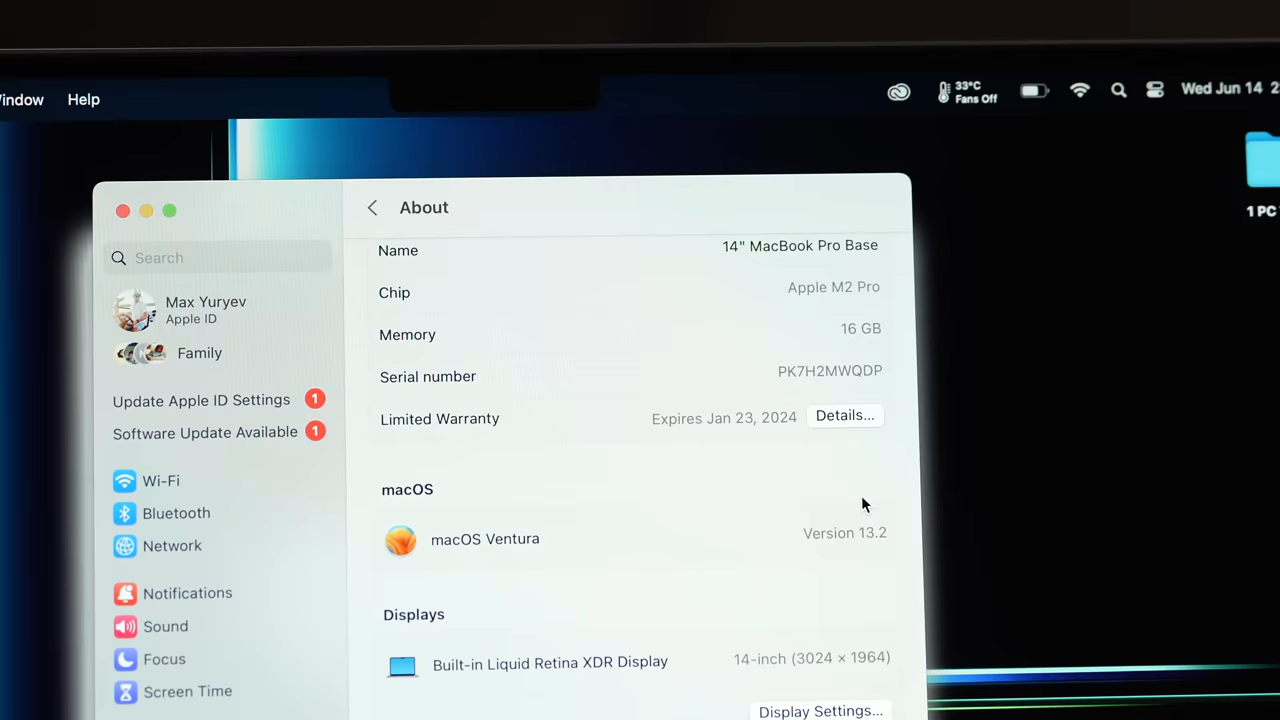 Window Help 33°C Wed Jun 14
Fans Off
1 PC
About
Search
Name 14" MacBook Pro Base
Chip Apple M2 Pro
Max Yuryev
Apple ID
Memory 16 GB
Family
Serial number PK7H2MWQDP
Update Apple ID Settings 1
Limited Warranty Expires Jan 23, 2024 Details...
Software Update Available 1
Wi-Fi
macOS
Bluetooth
macOS Ventura Version 13.2
Network
Notifications
Displays
Sound
Focus
Built-in Liquid Retina XDR Display 14-inch (3024 × 1964)
Screen Time
Display Settings...